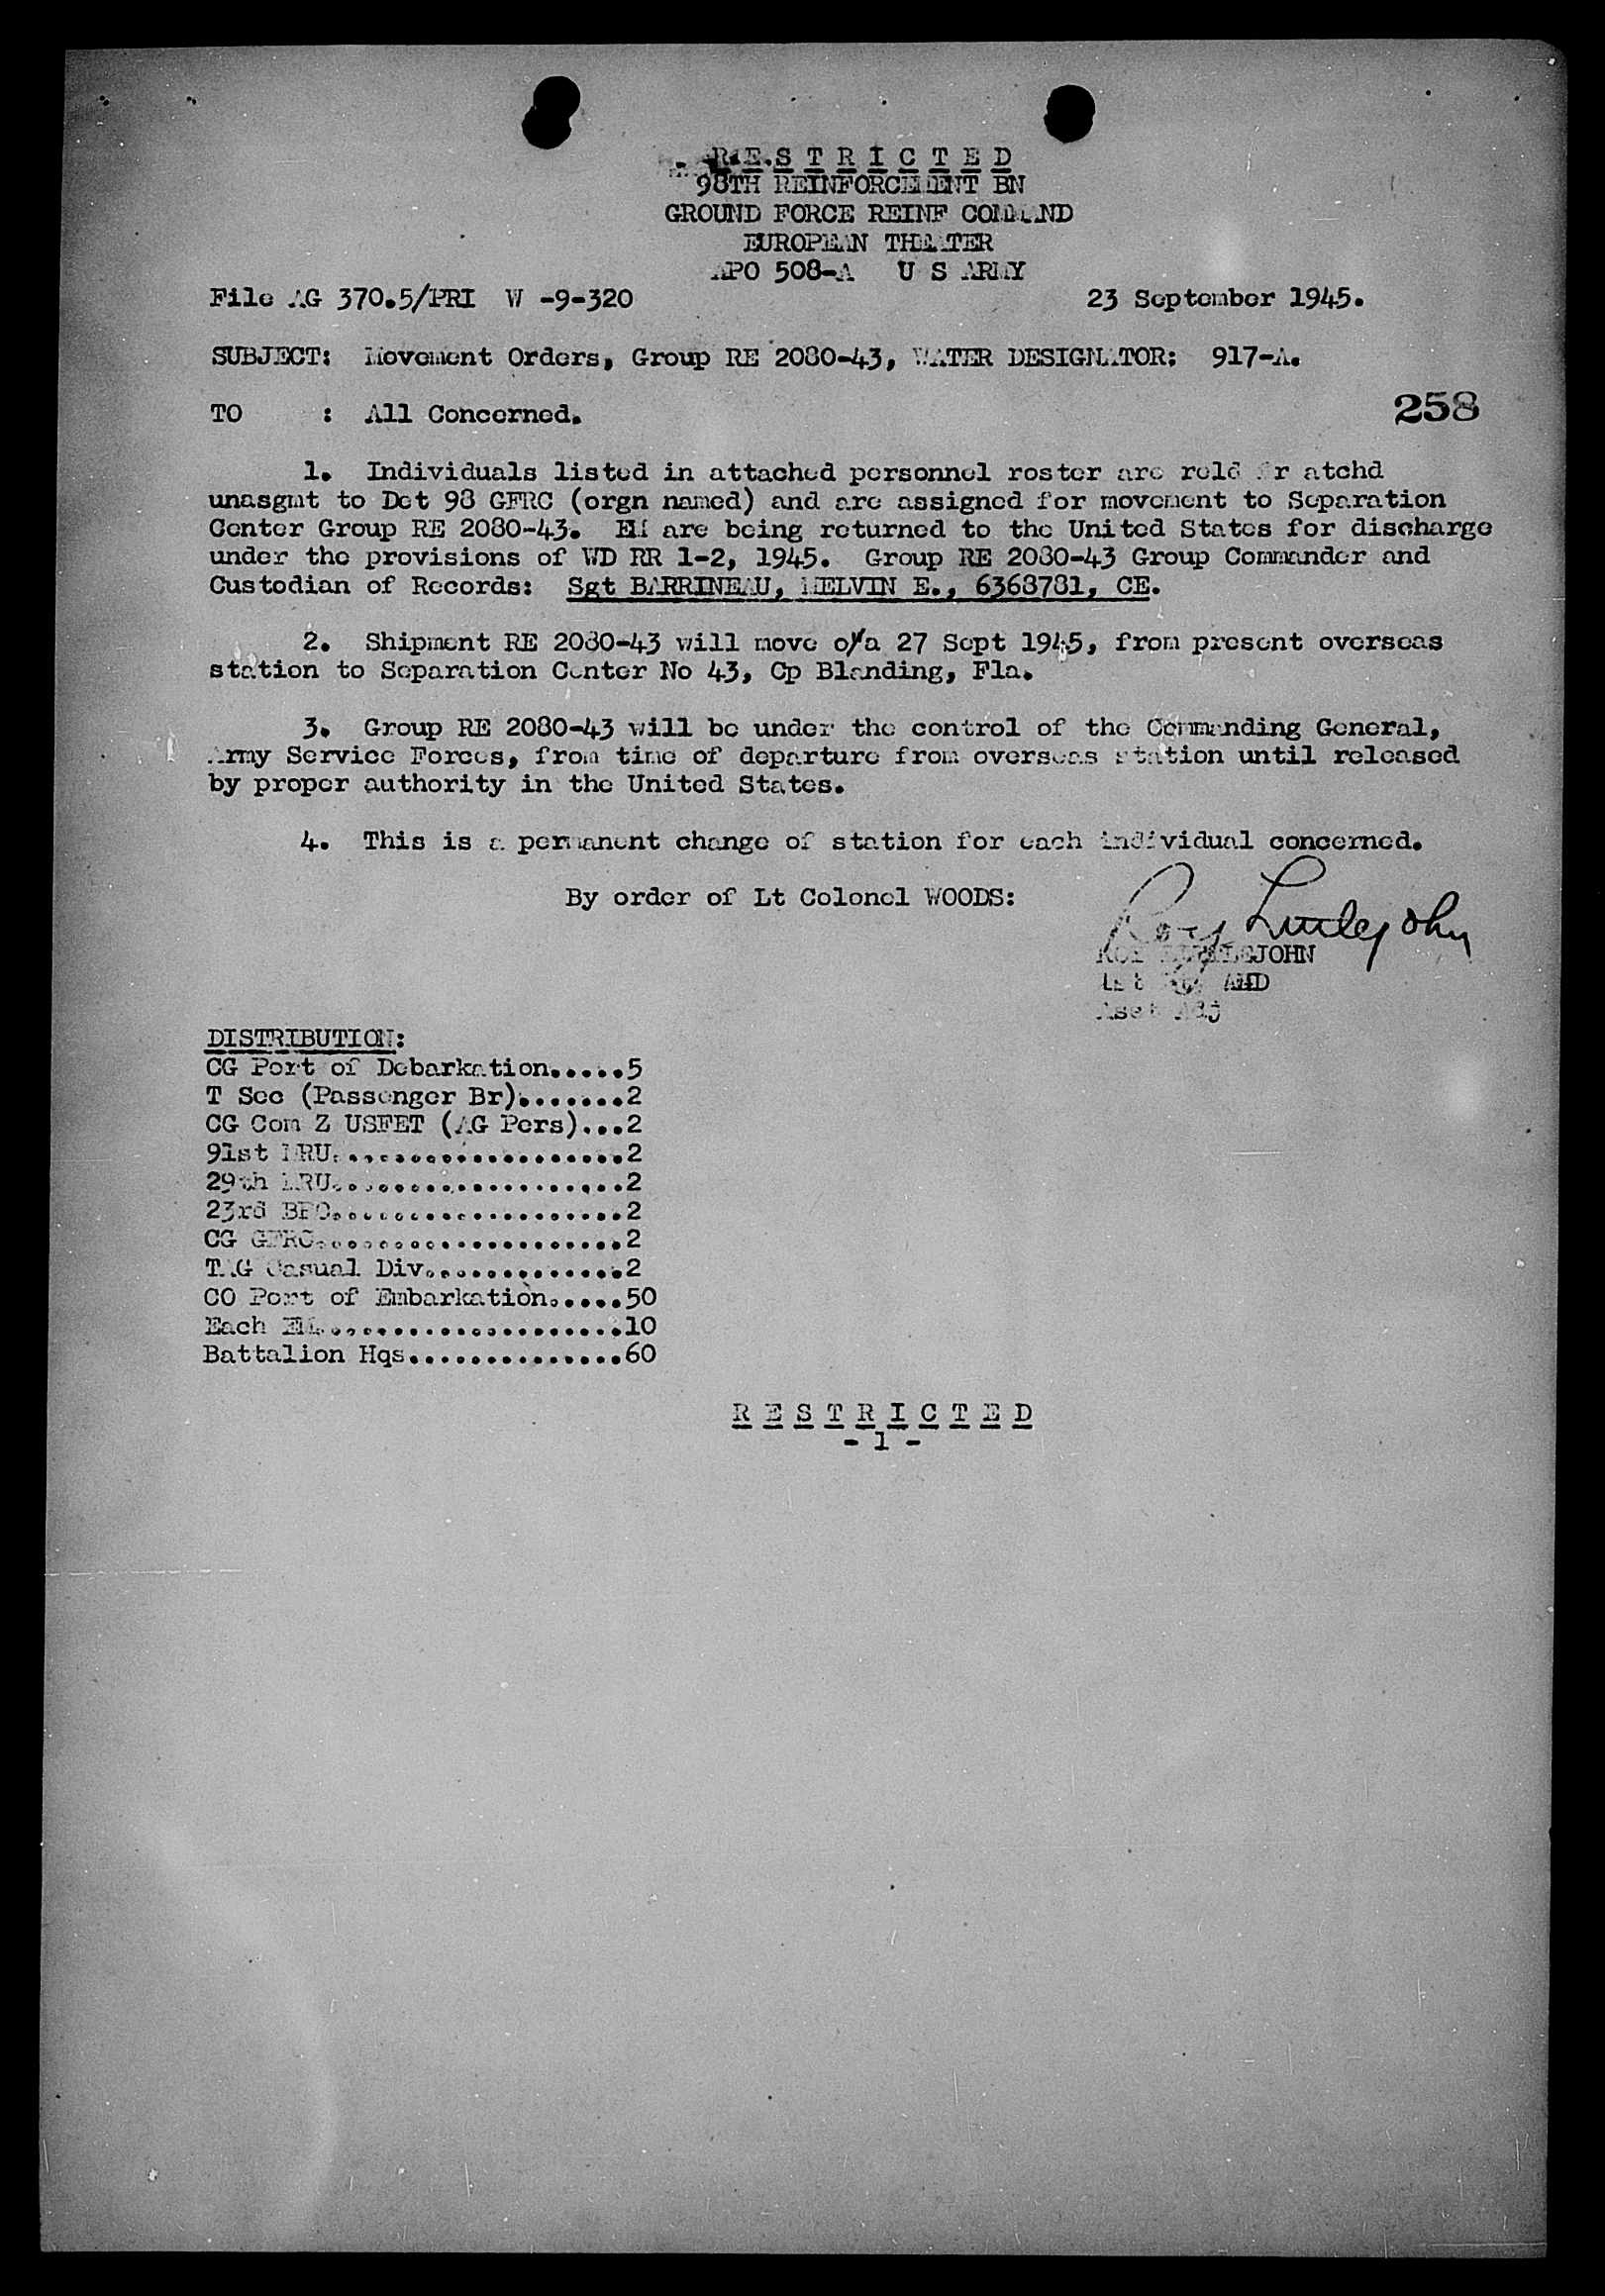 R E S T R I C T E D
98TH REINFORCEMENT BN
GROUND FORCE REINF COMMAND
EUROPEAN THEATER
APO 508-A U S ARMY
File AG 370.5/PRI W -9-320 23 September 1945.
SUBJECT: Movement Orders, Group RE 2080-43, WATER DESIGNATOR: 917-A.
TO : All Concerned.
258
1. Individuals listed in attached personnel roster are reld fr atchd
unasgmt to Det 98 GFRC (orgn named) and are assigned for movement to Separation
Center Group RE 2080-43. EM are being returned to the United States for discharge
under the provisions of WD RR 1-2, 1945. Group RE 2080-43 Group Commander and
Custodian of Records: Sgt BARRINEAU, MELVIN E., 6368781, CE.
2. Shipment RE 2080-43 will move o/a 27 Sept 1945, from present overseas
station to Separation Center No 43, Cp Blanding, Fla.
3. Group RE 2080-43 will be under the control of the Commanding General,
Army Service Forces, from time of departure from overseas station until released
by proper authority in the United States.
4. This is a permanent change of station for each individual concerned.
By order of Lt Colonel WOODS:
Roy Littlejohn
ROY LITTLEJOHN
1st AHD
Asst Adj
DISTRIBUTION:
CG Port of Debarkation.....5
T Sec (Passenger Br).......2
CG Com Z USFET (AG Pers)...2
91st MRU...................2
29th MRU...................2
23rd BPO...................2
CG GFRC....................2
TAG Casual Div.............2
CO Port of Embarkation.....50
Each EM....................10
Battalion Hqs..............60
R E S T R I C T E D
- 1 -